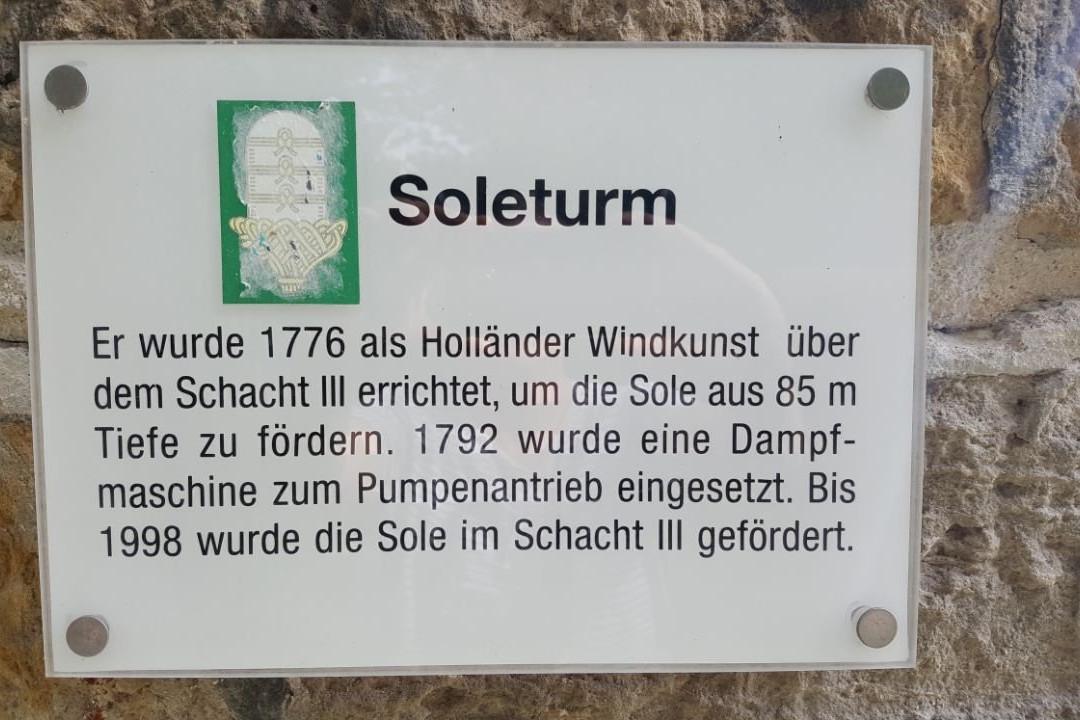 Soleturm
Er wurde 1776 als Holländer Windkunst über
dem Schacht III errichtet, um die Sole aus 85 m
Tiefe zu fördern. 1792 wurde eine Dampf-
maschine zum Pumpenantrieb eingesetzt. Bis
1998 wurde die Sole im Schacht III gefördert.